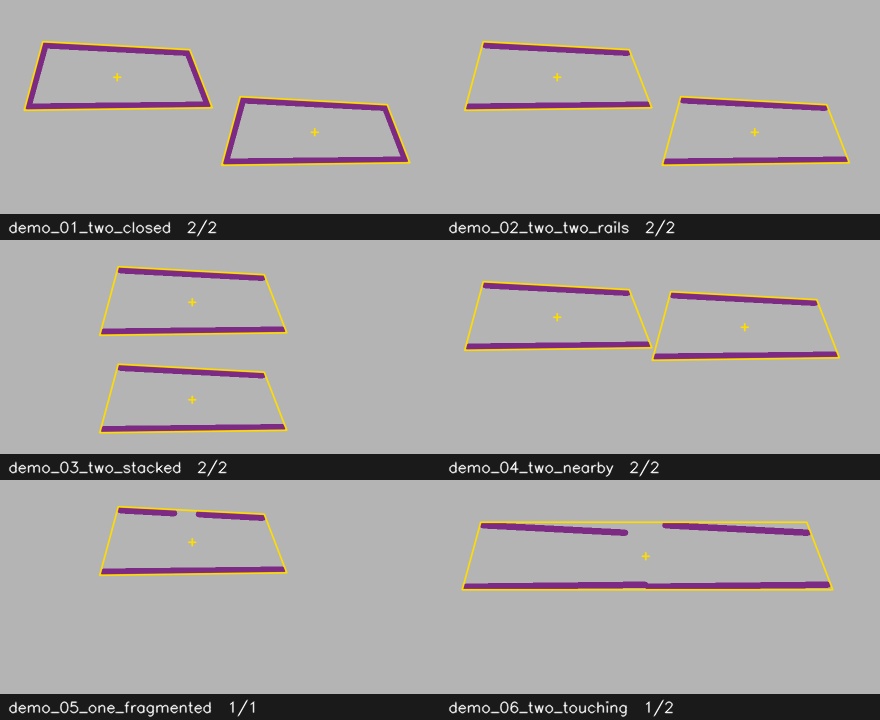 demo_01_two_closed 2/2
demo_02_two_two_rails 2/2
demo_03_two_stacked 2/2
demo_04_two_nearby 2/2
demo_05_one_fragmented 1/1
demo_06_two_touching 1/2